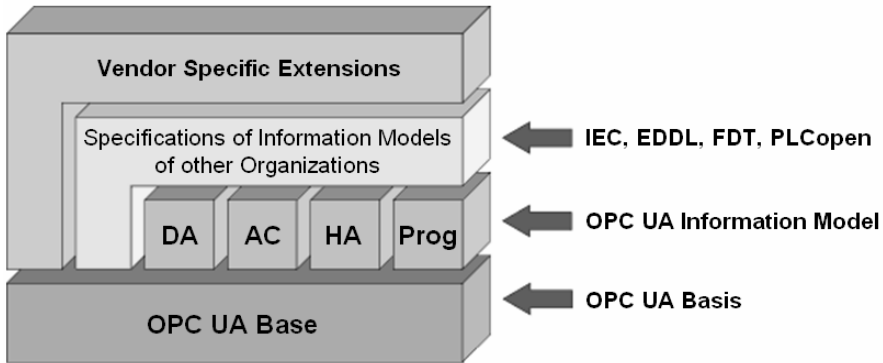 Vendor Specific Extensions
Specifications of Information Models
of other Organizations
IEC, EDDL, FDT, PLCopen
DA
AC
HA
Prog
OPC UA Information Model
OPC UA Base
OPC UA Basis